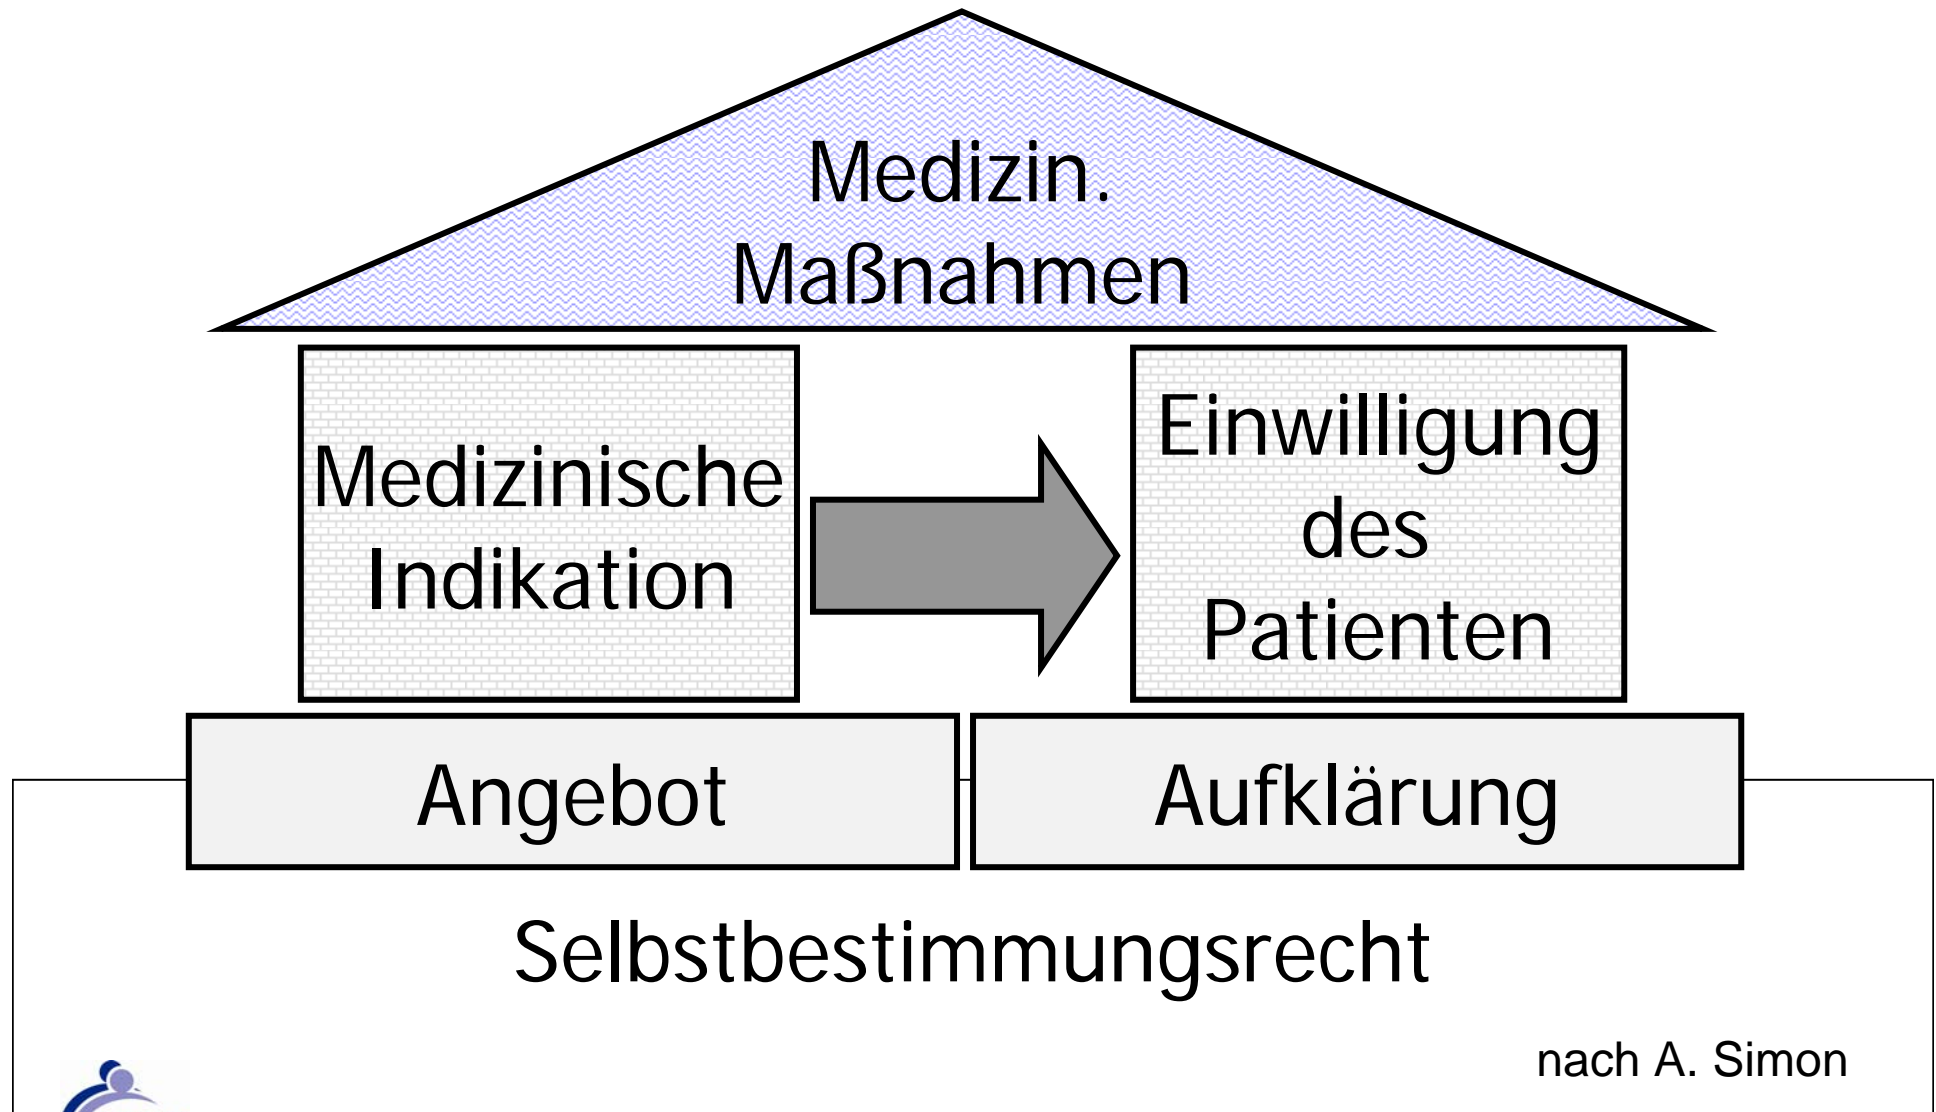 Medizin.
Maßnahmen
Medizinische
Indikation
Einwilligung
des
Patienten
Angebot
Aufklärung
Selbstbestimmungsrecht
nach A. Simon